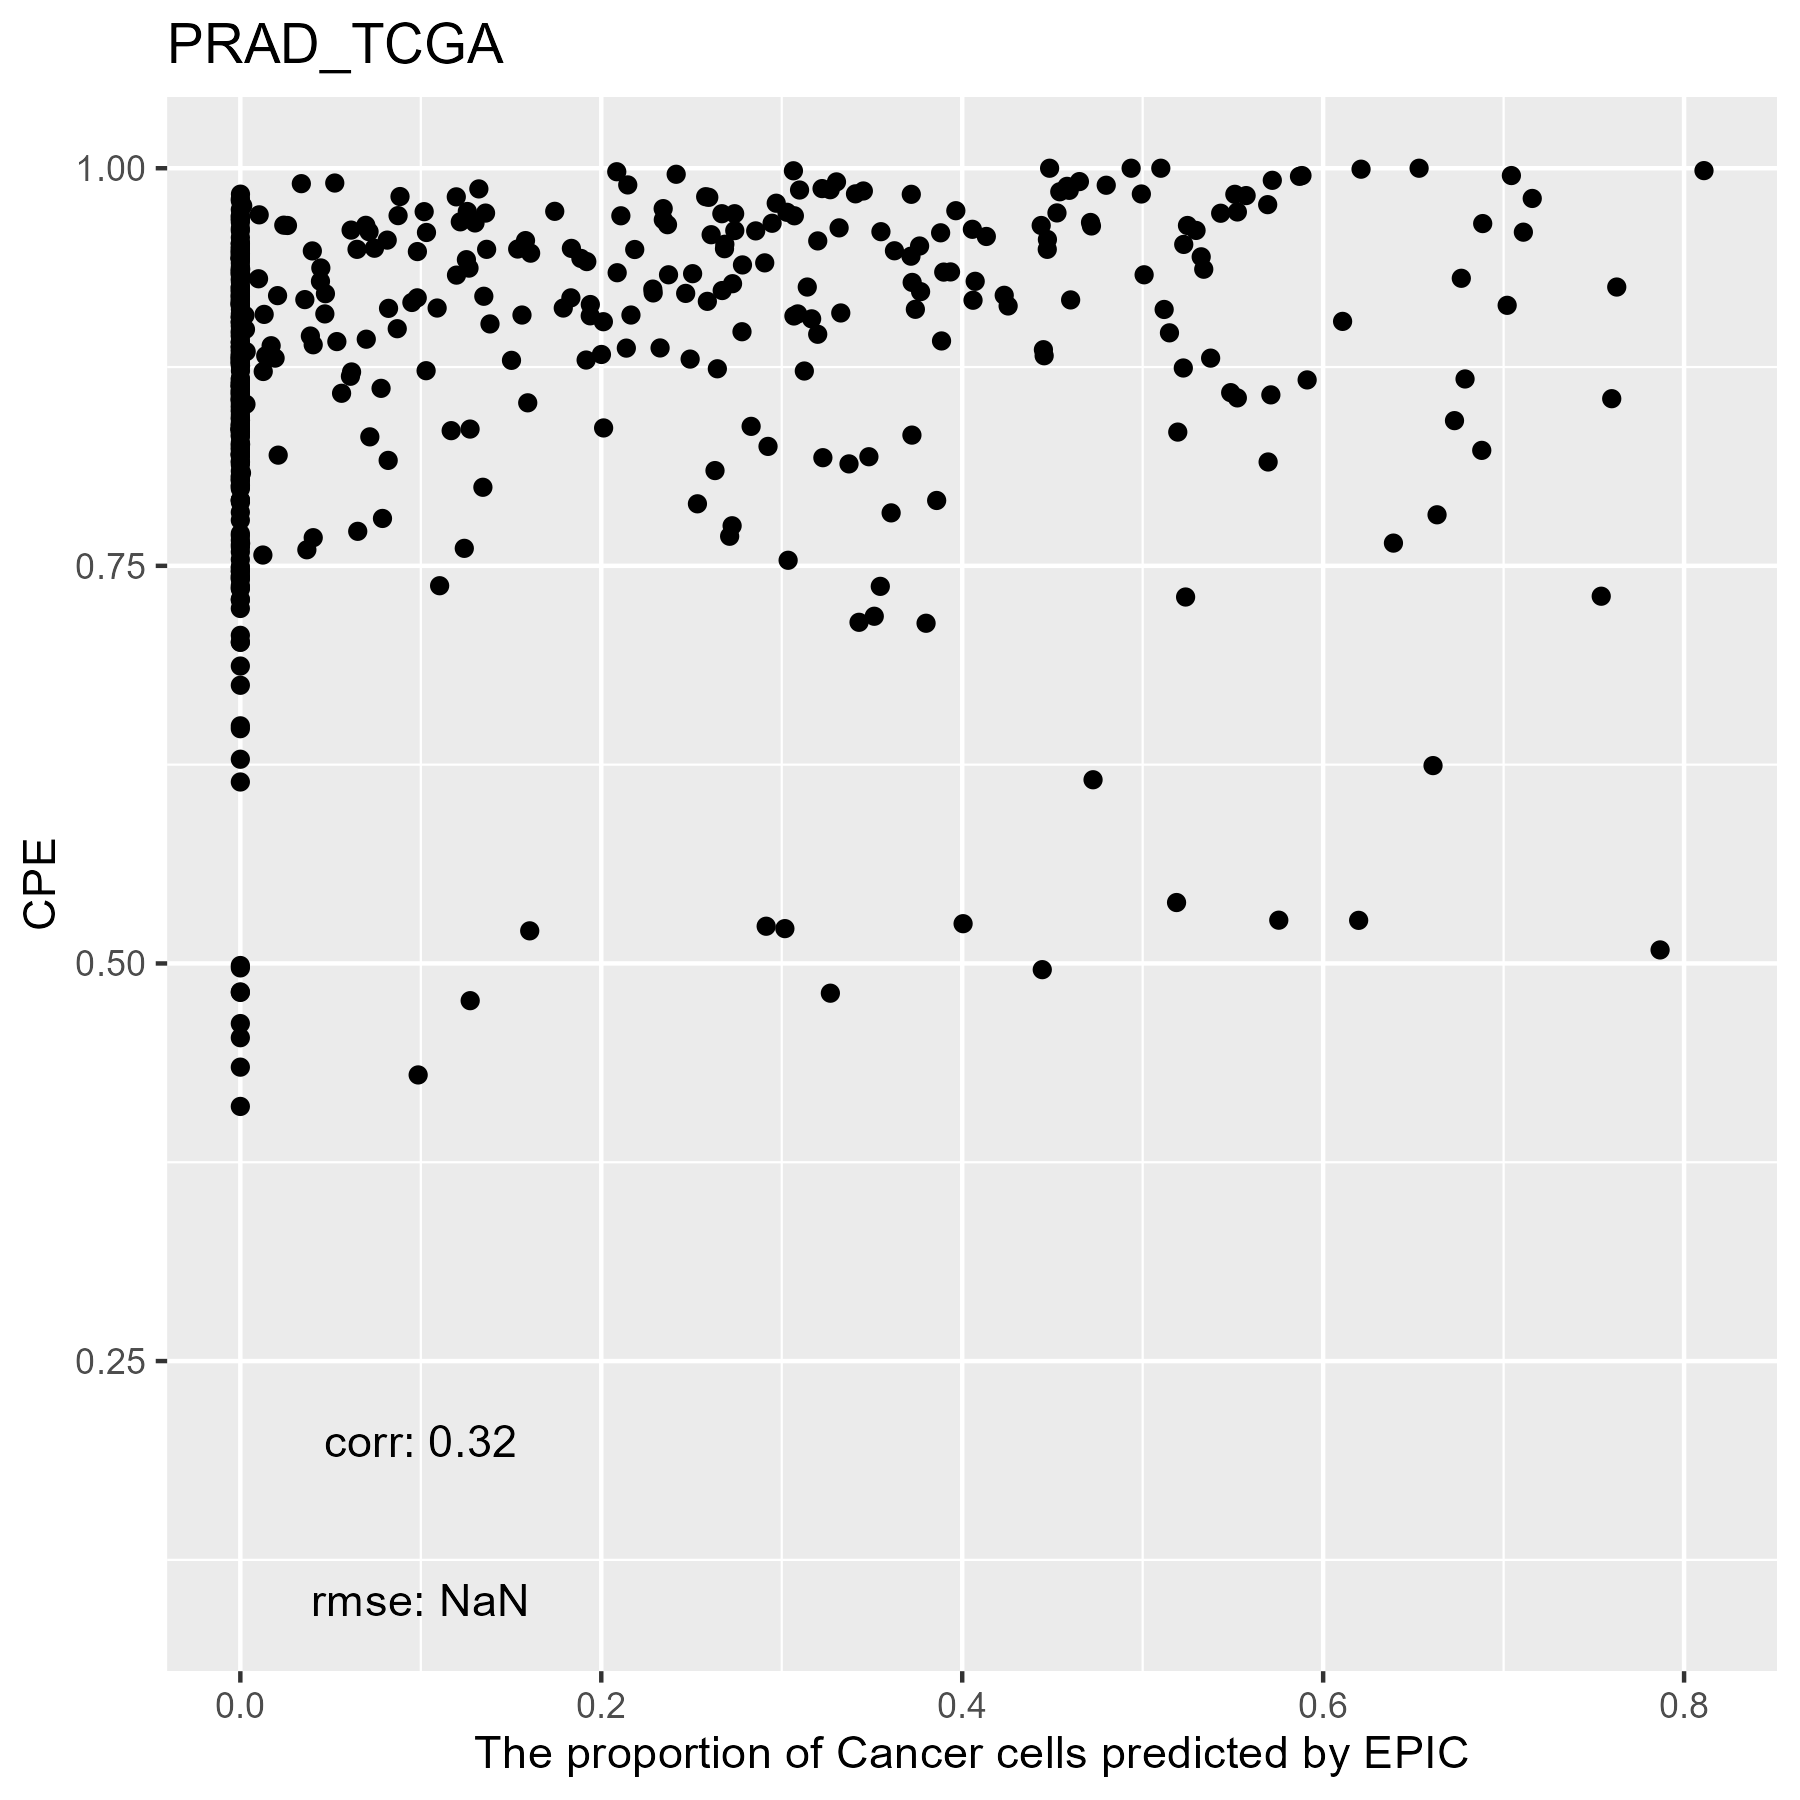 PRAD_TCGA
1.00
0.75
0.50
0.25
CPE
corr: 0.32
rmse: NaN
0.0 0.2 0.4 0.6 0.8
The proportion of Cancer cells predicted by EPIC